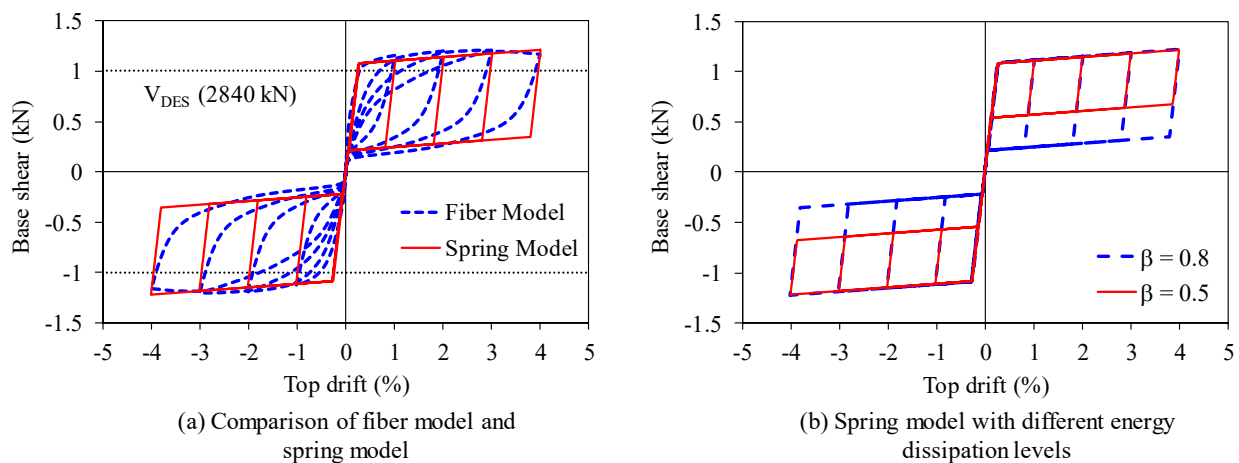 1.5
1
0.5
0
-0.5
-1
-1.5
Base shear (kN)
V_DES (2840 kN)
Fiber Model
Spring Model
-5 -4 -3 -2 -1 0 1 2 3 4 5
Top drift (%)
(a) Comparison of fiber model and
spring model
1.5
1
0.5
0
-0.5
-1
-1.5
Base shear (kN)
β = 0.8
β = 0.5
-5 -4 -3 -2 -1 0 1 2 3 4 5
Top drift (%)
(b) Spring model with different energy
dissipation levels